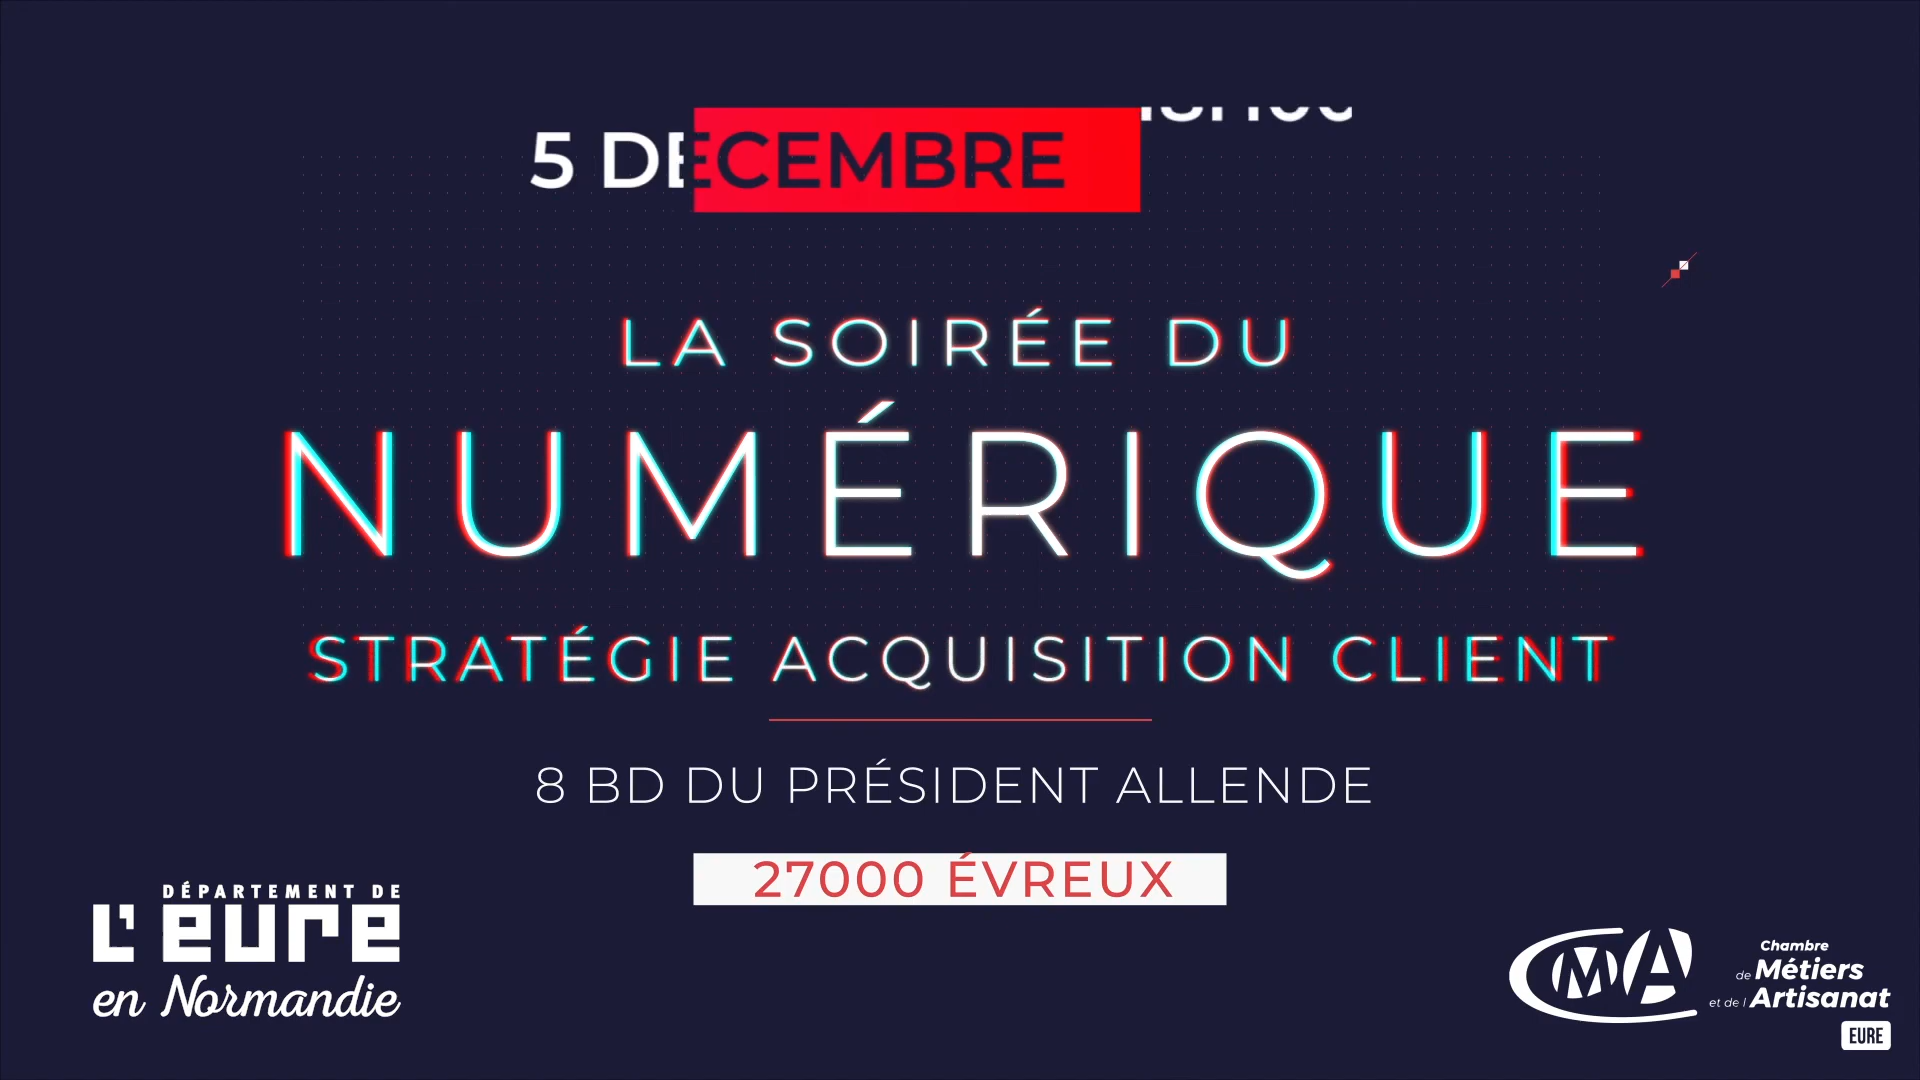 5 DECEMBRE
LA SOIRÉE DU
NUMÉRIQUE
STRATÉGIE ACQUISITION CLIENT
8 BD DU PRÉSIDENT ALLENDE
27000 ÉVREUX
DÉPARTEMENT DE
L'eure
en Normandie
CMA
Chambre
de Métiers
et de l'Artisanat
EURE